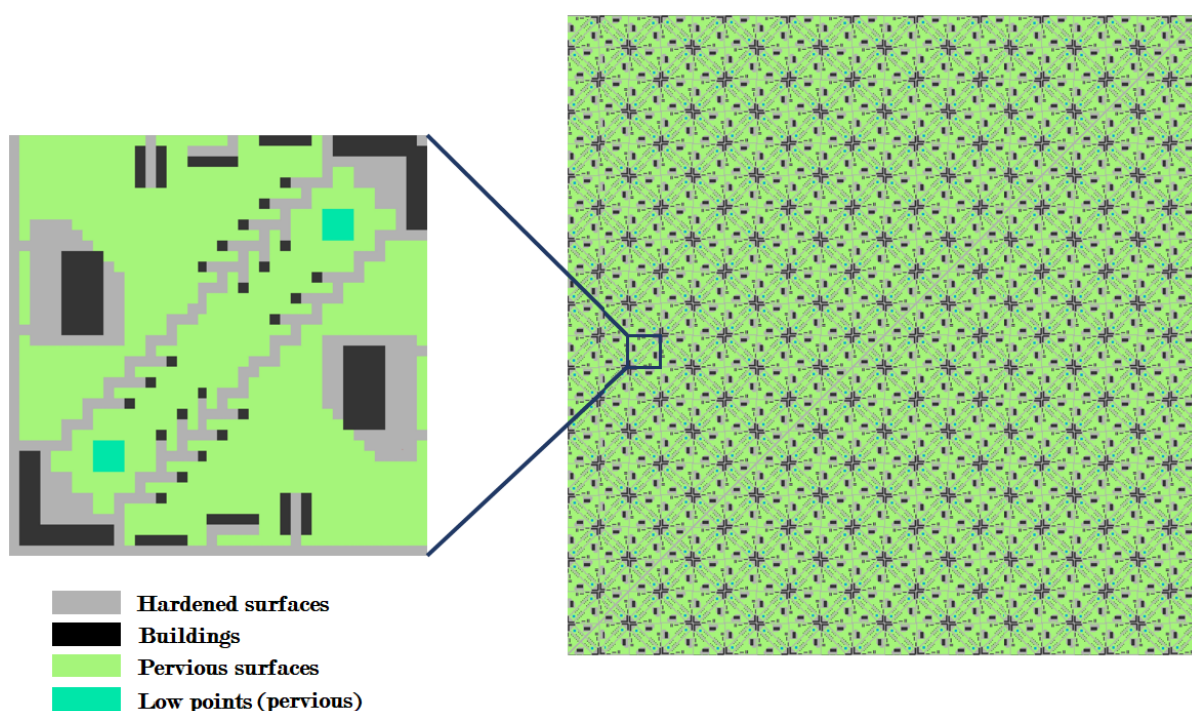 Hardened surfaces
Buildings
Pervious surfaces
Low points (pervious)